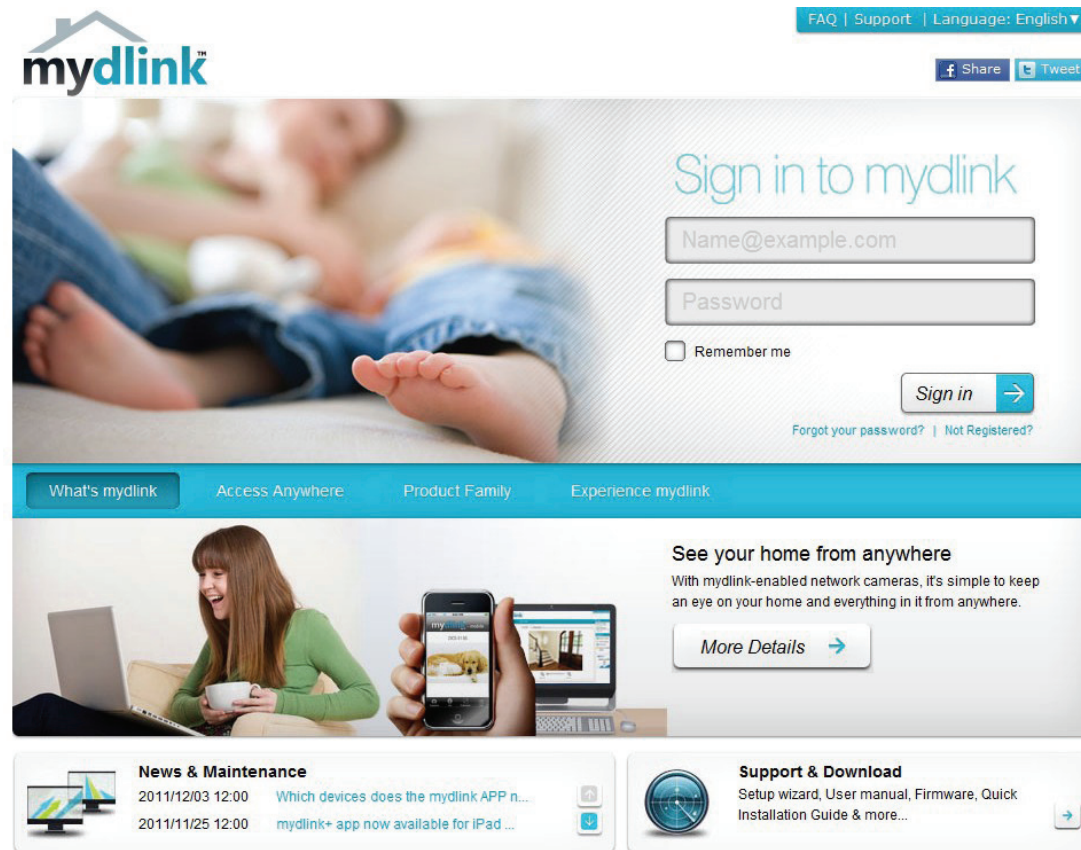 FAQ | Support | Language: English▼
mydlink™
Share Tweet
Sign in to mydlink
Name@example.com
Password
Remember me
Sign in
Forgot your password? | Not Registered?
What's mydlink Access Anywhere Product Family Experience mydlink
See your home from anywhere
With mydlink-enabled network cameras, it's simple to keep
an eye on your home and everything in it from anywhere.
More Details
News & Maintenance
2011/12/03 12:00 Which devices does the mydlink APP n...
2011/11/25 12:00 mydlink+ app now available for iPad ...
Support & Download
Setup wizard, User manual, Firmware, Quick
Installation Guide & more...